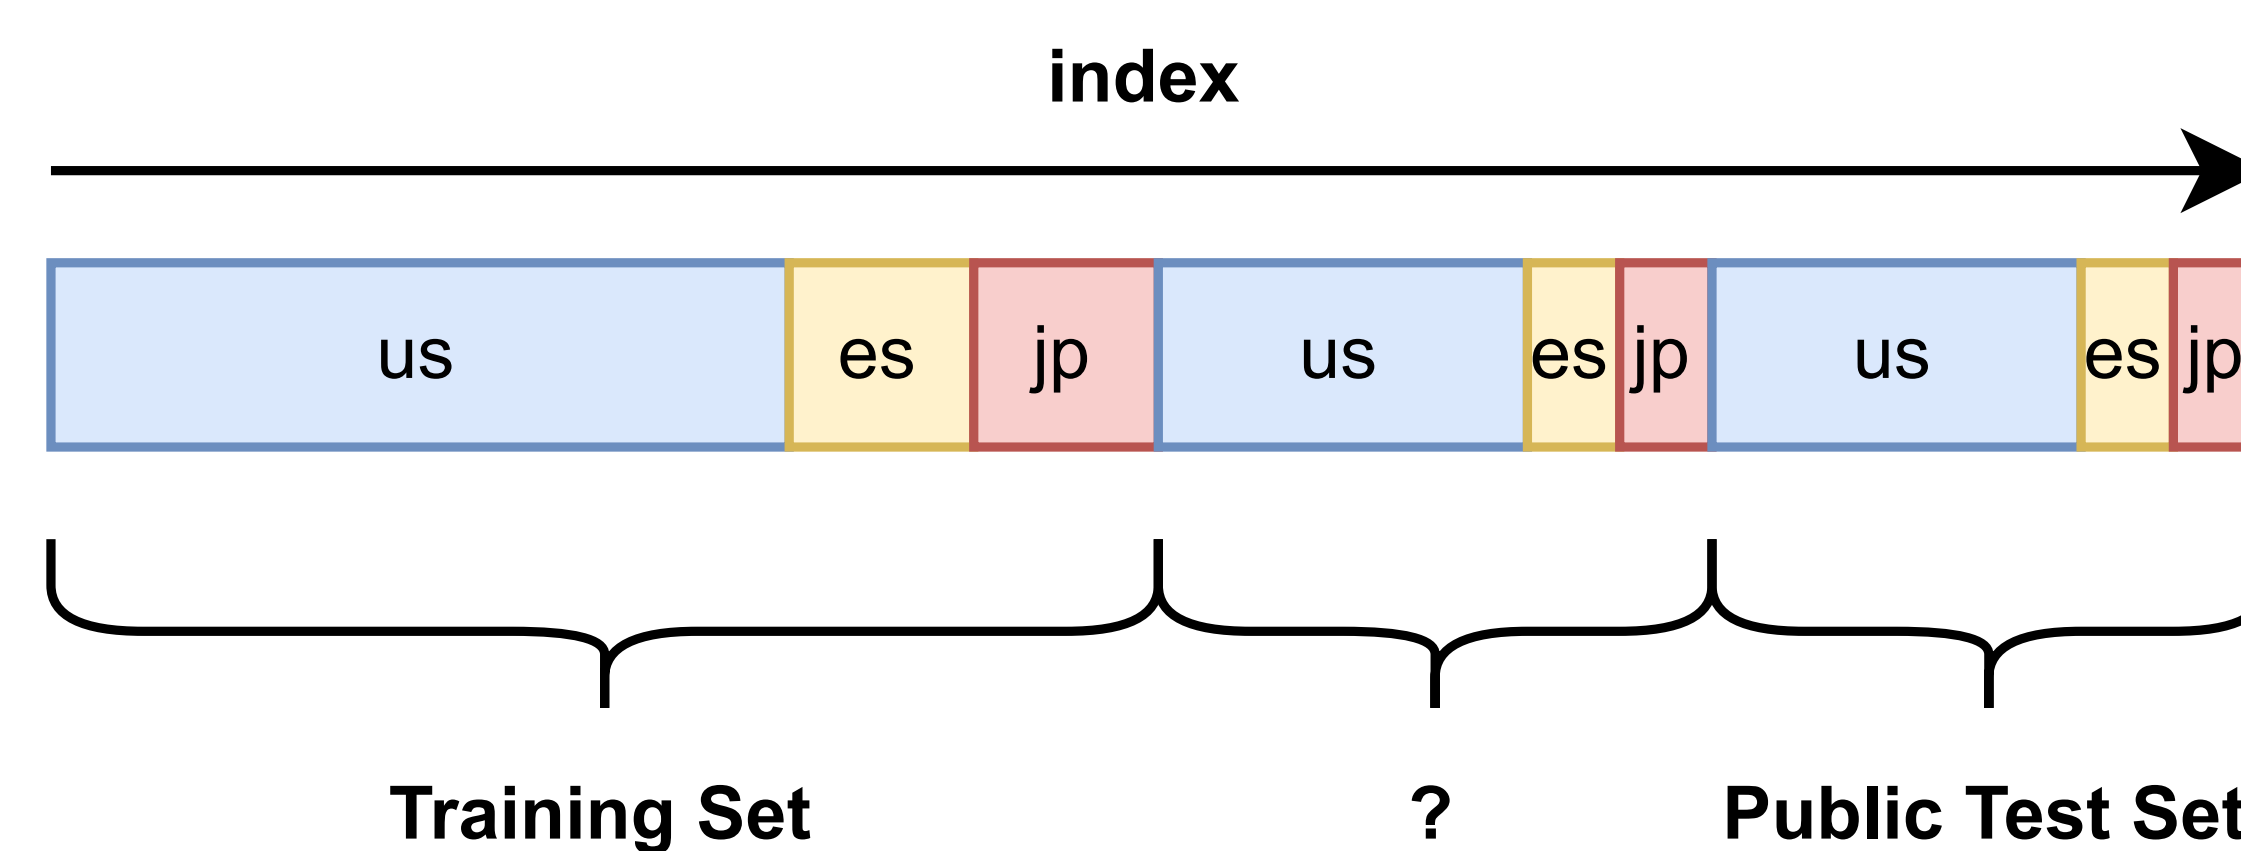 index
us es jp us es jp us es jp
Training Set ? Public Test Set